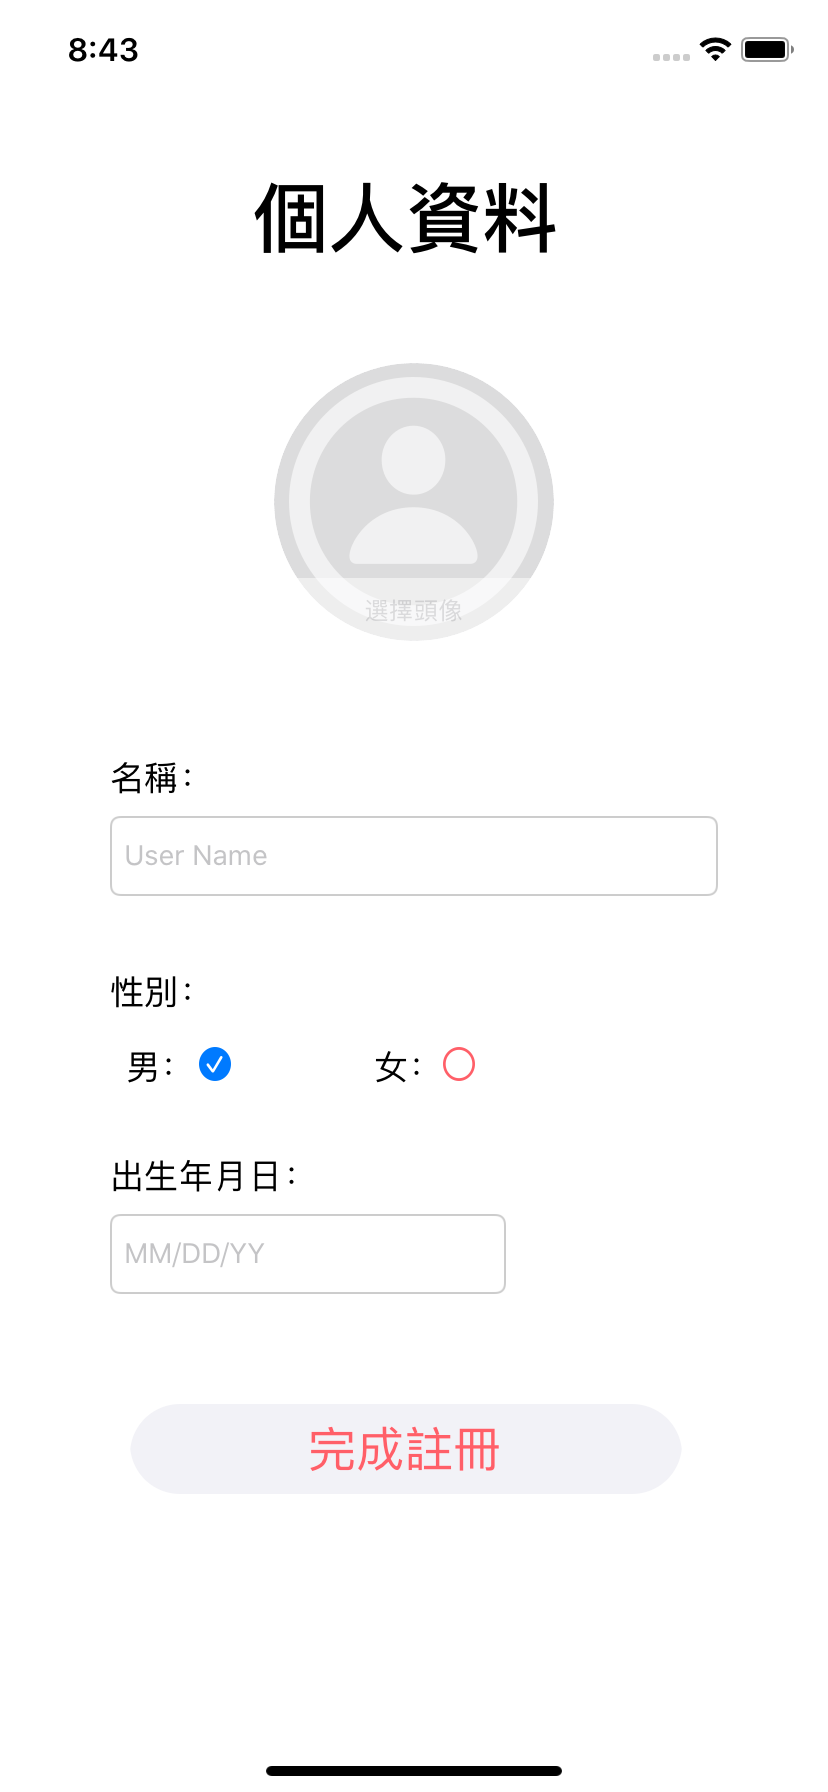 8:43
個人資料
選擇頭像
名稱：
User Name
性別：
男： 女：
出生年月日：
MM/DD/YY
完成註冊